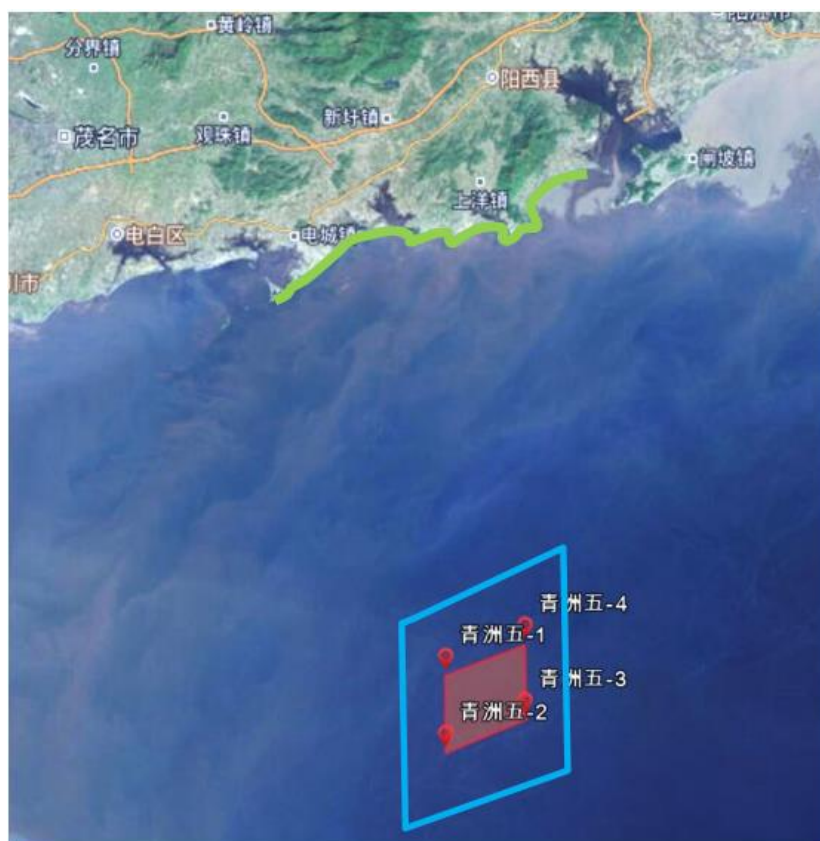 黄岭镇
分界镇
阳西县
新圩镇
观珠镇
茂名市
闸坡镇
上洋镇
电白区
电城镇
川市
青洲五-4
青洲五-1
青洲五-3
青洲五-2